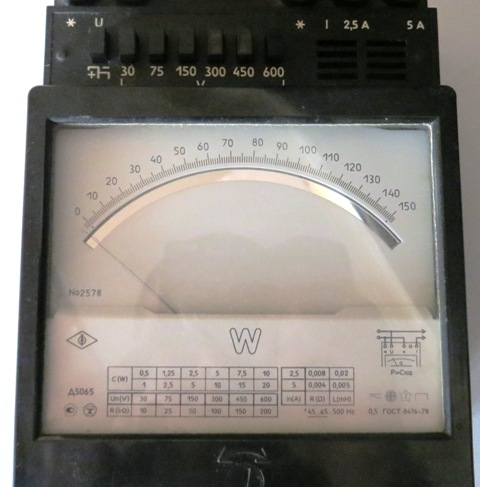 * U * I 2,5 A 5 A
30 75 150 300 450 600
V
0 10 20 30 40 50 60 70 80 90 100 110 120 130 140 150
No2578
W
* U * I
P=Cxα
Д5065
C (W) 0,5 1,25 2,5 5 7,5 10
1 2,5 5 10 15 20
Un(V) 30 75 150 300 450 600
R (kΩ) 10 25 50 100 150 200
2,5 0,008 0,02
5 0,004 0,005
In(A) R (Ω) L(mH)
45 65 500 Hz
0,5 ГОСТ 8476-78